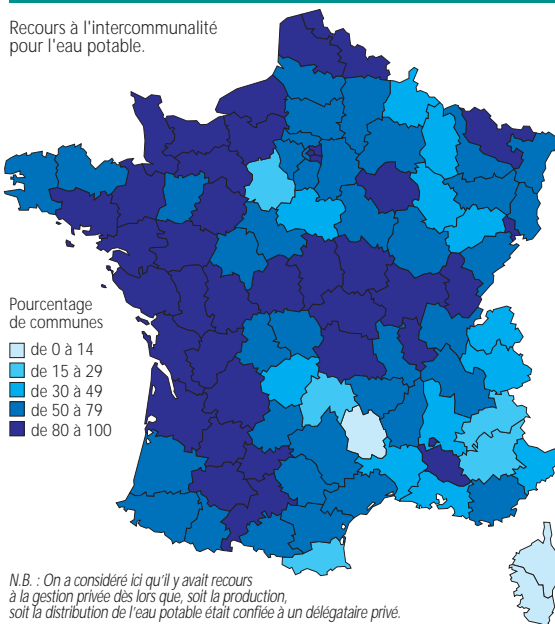 Recours à l'intercommunalité
pour l'eau potable.
Pourcentage
de communes
de 0 à 14
de 15 à 29
de 30 à 49
de 50 à 79
de 80 à 100
N.B. : On a considéré ici qu'il y avait recours
à la gestion privée dès lors que, soit la production,
soit la distribution de l'eau potable était confiée à un délégataire privé.